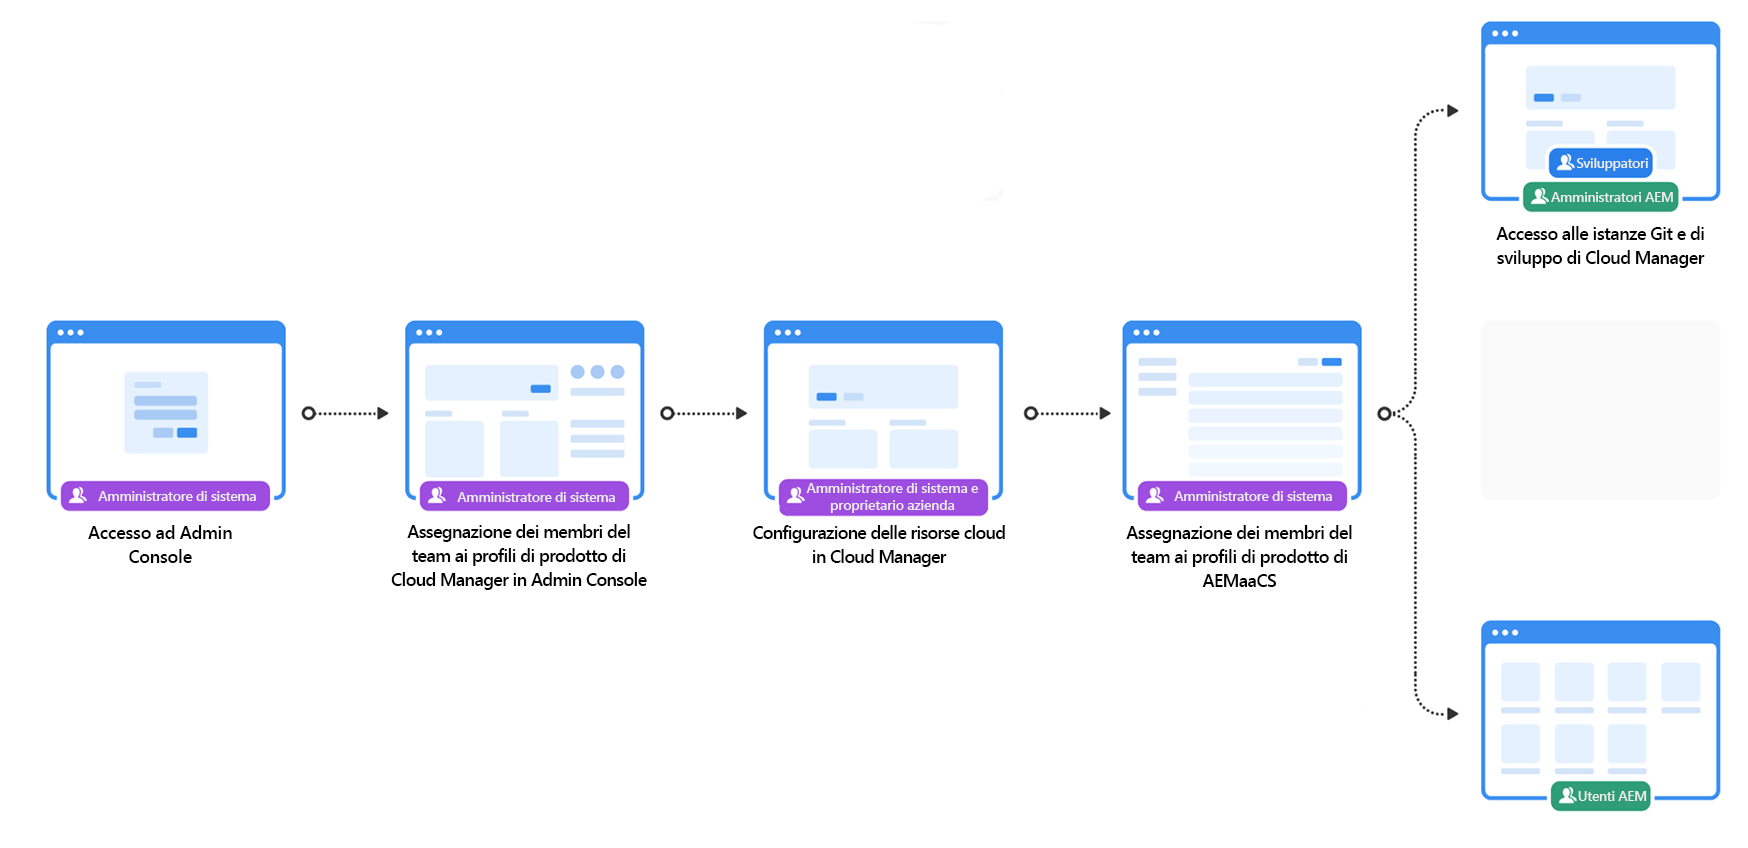 Amministratore di sistema
Accesso ad Admin
Console
Amministratore di sistema
Assegnazione dei membri del
team ai profili di prodotto di
Cloud Manager in Admin Console
Amministratore di sistema e
proprietario azienda
Configurazione delle risorse cloud
in Cloud Manager
Amministratore di sistema
Assegnazione dei membri del
team ai profili di prodotto di
AEMaaCS
Sviluppatori
Amministratori AEM
Accesso alle istanze Git e di
sviluppo di Cloud Manager
Utenti AEM